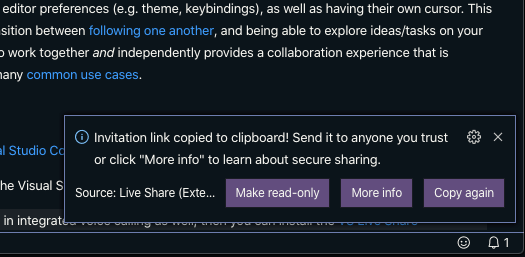 editor preferences (e.g. theme, keybindings), as well as having their own cursor. This
sition between following one another, and being able to explore ideas/tasks on your
o work together and independently provides a collaboration experience that is
many common use cases.
Invitation link copied to clipboard! Send it to anyone you trust
or click "More info" to learn about secure sharing.
al Studio Co
he Visual S
Source: Live Share (Exte... Make read-only More info Copy again
in integrated voice calling as well, then you can install the VS Live Share
1